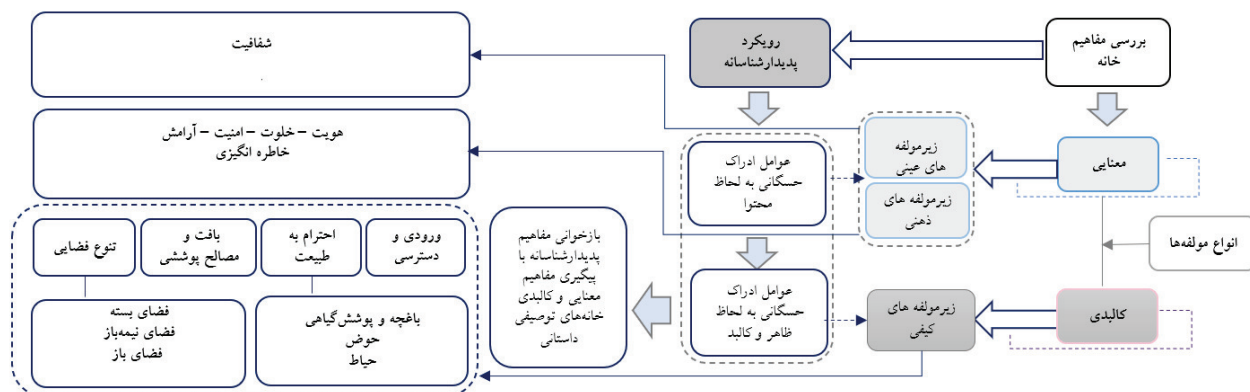 بررسی مفاهیم
خانه
رویکرد
پدیدارشناسانه
شفافیت
هویت – خلوت – امنیت – آرامش
خاطره انگیزی
معنایی
زیرمولفه
های عینی
زیرمولفه های
ذهنی
عوامل ادراک
حسگانی به لحاظ
محتوا
انواع مولفه‌ها
کالبدی
زیرمولفه های
کیفی
عوامل ادراک
حسگانی به لحاظ
ظاهر و کالبد
بازخوانی مفاهیم
پدیدارشناسانه با
پیگیری مفاهیم
معنایی و کالبدی
خانه‌های توصیفی
داستانی
ورودی و
دسترسی
احترام به
طبیعت
بافت و
مصالح پوششی
تنوع فضایی
باغچه و پوشش‌گیاهی
حوض
حیاط
فضای بسته
فضای نیمه‌باز
فضای باز